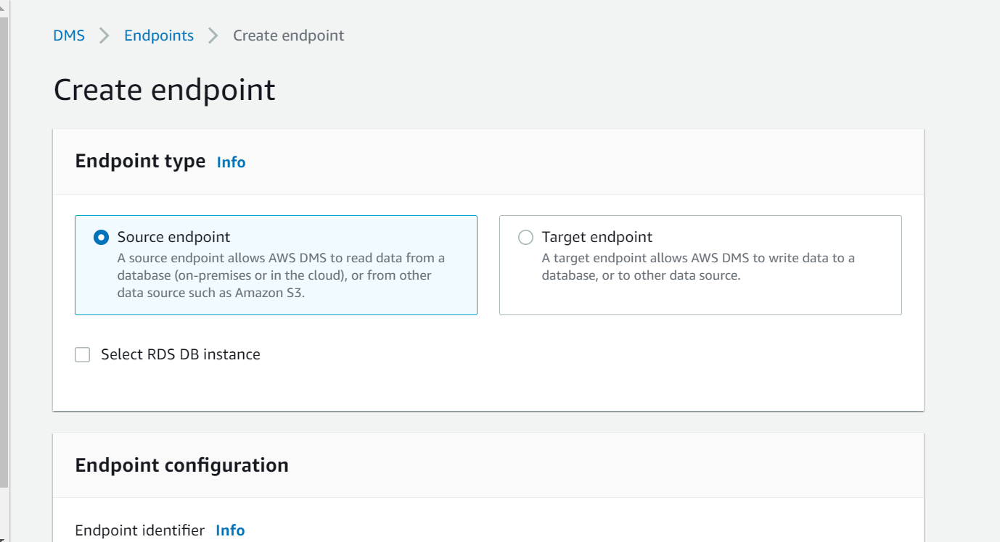 DMS > Endpoints > Create endpoint
Create endpoint
Endpoint type Info
Source endpoint
A source endpoint allows AWS DMS to read data from a
database (on-premises or in the cloud), or from other
data source such as Amazon S3.
Target endpoint
A target endpoint allows AWS DMS to write data to a
database, or to other data source.
Select RDS DB instance
Endpoint configuration
Endpoint identifier Info